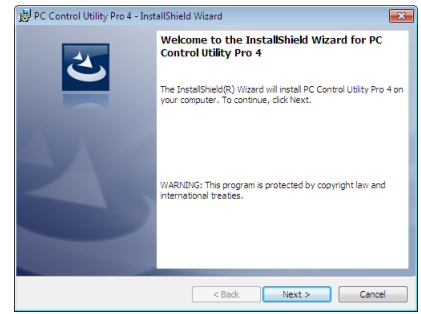 PC Control Utility Pro 4 - InstallShield Wizard
Welcome to the InstallShield Wizard for PC
Control Utility Pro 4
The InstallShield(R) Wizard will install PC Control Utility Pro 4 on
your computer. To continue, click Next.
WARNING: This program is protected by copyright law and
international treaties.
< Back
Next >
Cancel